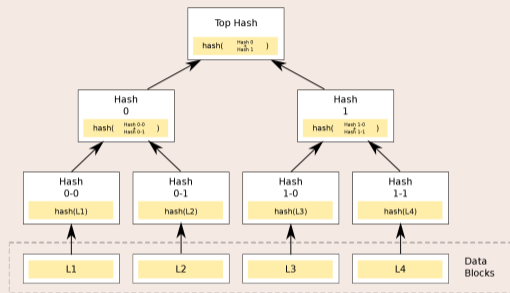 Top Hash
hash( Hash 0
+
Hash 1 )
Hash
0
hash( Hash 0-0
+
Hash 0-1 )
Hash
1
hash( Hash 1-0
+
Hash 1-1 )
Hash
0-0
hash(L1)
Hash
0-1
hash(L2)
Hash
1-0
hash(L3)
Hash
1-1
hash(L4)
L1
L2
L3
L4
Data
Blocks